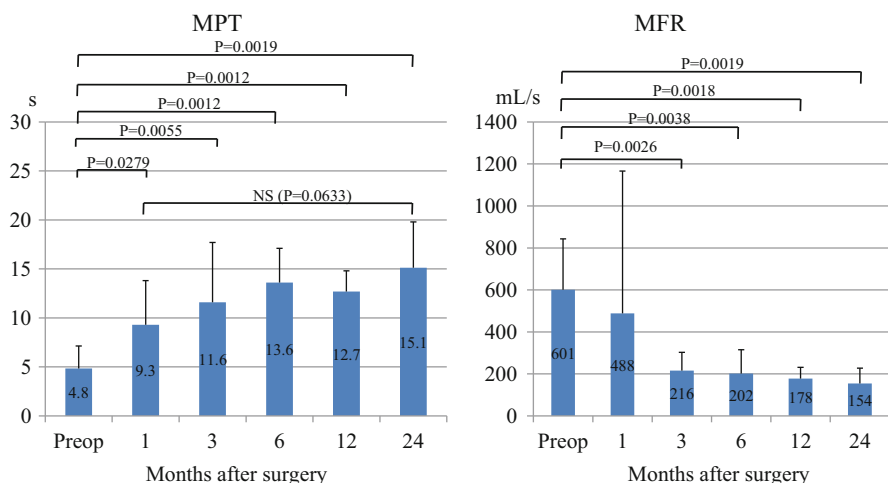 MPT
P=0.0019
P=0.0012
P=0.0012
P=0.0055
P=0.0279
NS (P=0.0633)
s
30
25
20
15
10
5
0
4.8
9.3
11.6
13.6
12.7
15.1
Preop 1 3 6 12 24
Months after surgery
MFR
P=0.0019
P=0.0018
P=0.0038
P=0.0026
mL/s
1400
1200
1000
800
600
400
200
0
601
488
216
202
178
154
Preop 1 3 6 12 24
Months after surgery